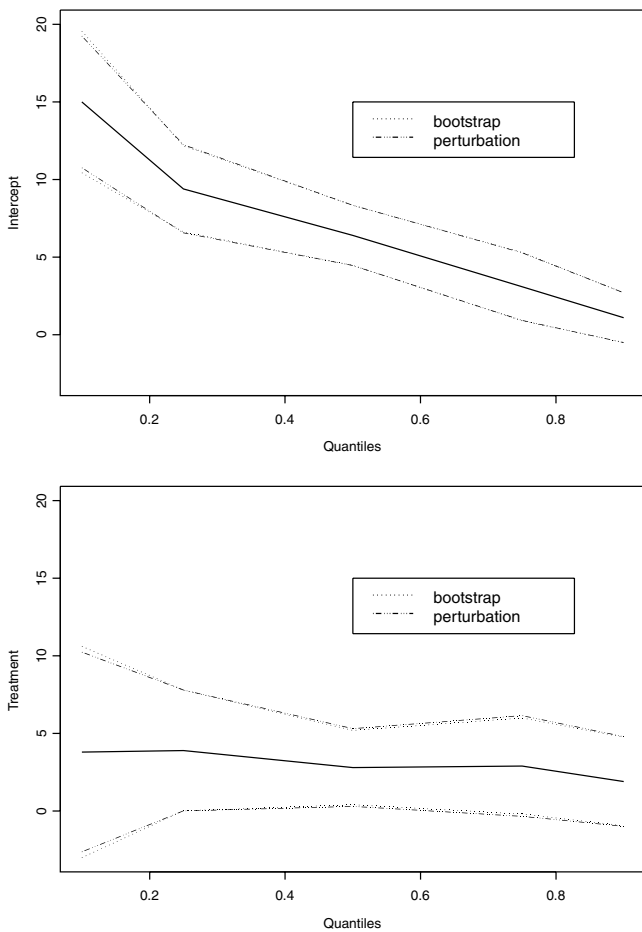 20
15
10
5
0
Intercept
bootstrap
perturbation
0.2 0.4 0.6 0.8
Quantiles
20
15
10
5
0
Treatment
bootstrap
perturbation
0.2 0.4 0.6 0.8
Quantiles